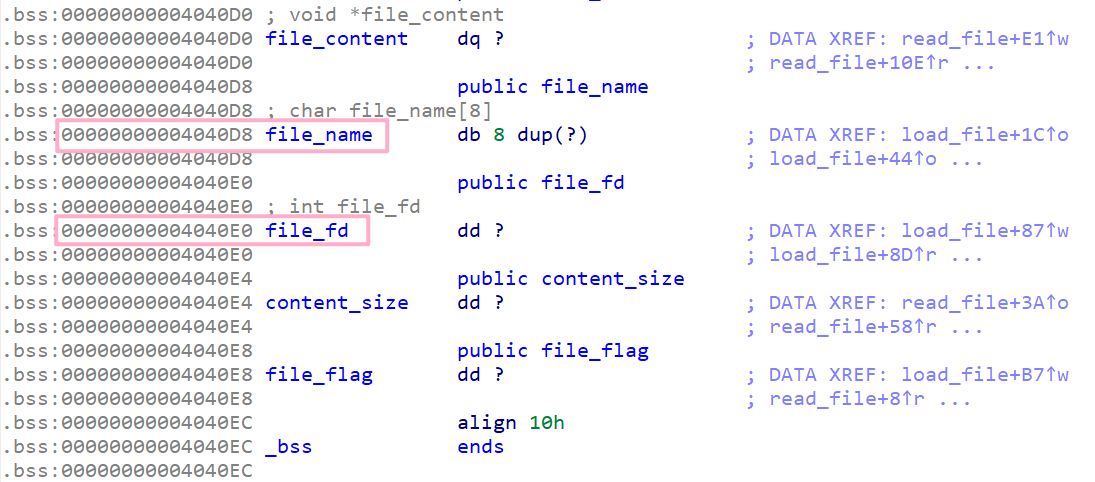 .bss:00000000004040D0 ; void *file_content
.bss:00000000004040D0 file_content    dq ?                    ; DATA XREF: read_file+E1↑w
.bss:00000000004040D0                                         ; read_file+10E↑r ...
.bss:00000000004040D8                 public file_name
.bss:00000000004040D8 ; char file_name[8]
.bss:00000000004040D8 file_name       db 8 dup(?)             ; DATA XREF: load_file+1C↑o
.bss:00000000004040D8                                         ; load_file+44↑o ...
.bss:00000000004040E0                 public file_fd
.bss:00000000004040E0 ; int file_fd
.bss:00000000004040E0 file_fd         dd ?                    ; DATA XREF: load_file+87↑w
.bss:00000000004040E0                                         ; load_file+8D↑r ...
.bss:00000000004040E4                 public content_size
.bss:00000000004040E4 content_size    dd ?                    ; DATA XREF: read_file+3A↑o
.bss:00000000004040E4                                         ; read_file+58↑r ...
.bss:00000000004040E8                 public file_flag
.bss:00000000004040E8 file_flag       dd ?                    ; DATA XREF: load_file+B7↑w
.bss:00000000004040E8                                         ; read_file+8↑r ...
.bss:00000000004040EC                 align 10h
.bss:00000000004040EC _bss            ends
.bss:00000000004040EC